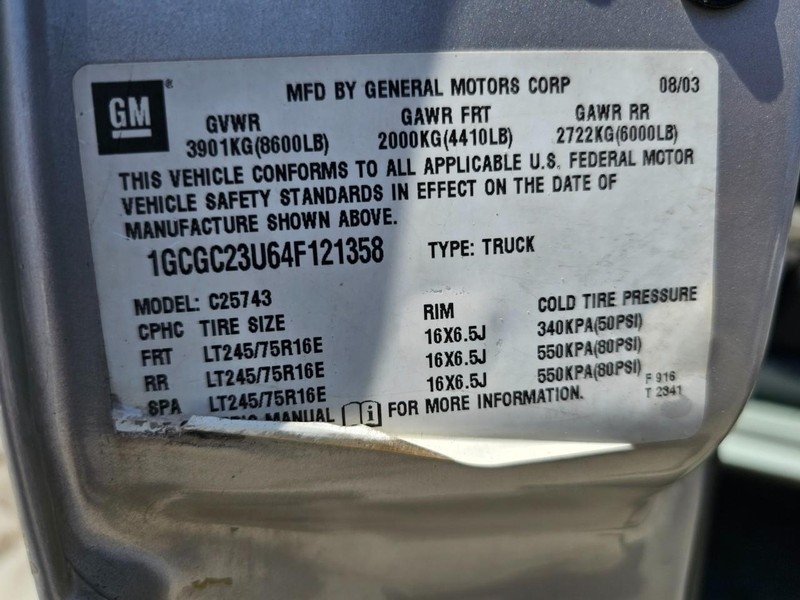 GM ®
MFD BY GENERAL MOTORS CORP 08/03
GVWR GAWR FRT GAWR RR
3901KG(8600LB) 2000KG(4410LB) 2722KG(6000LB)
THIS VEHICLE CONFORMS TO ALL APPLICABLE U.S. FEDERAL MOTOR
VEHICLE SAFETY STANDARDS IN EFFECT ON THE DATE OF
MANUFACTURE SHOWN ABOVE.
1GCGC23U64F121358 TYPE: TRUCK
MODEL: C25743
CPHC TIRE SIZE RIM COLD TIRE PRESSURE
FRT LT245/75R16E 16X6.5J 340KPA(50PSI)
RR LT245/75R16E 16X6.5J 550KPA(80PSI)
SPA LT245/75R16E 16X6.5J 550KPA(80PSI)
F 916
T 2341
MANUAL FOR MORE INFORMATION.